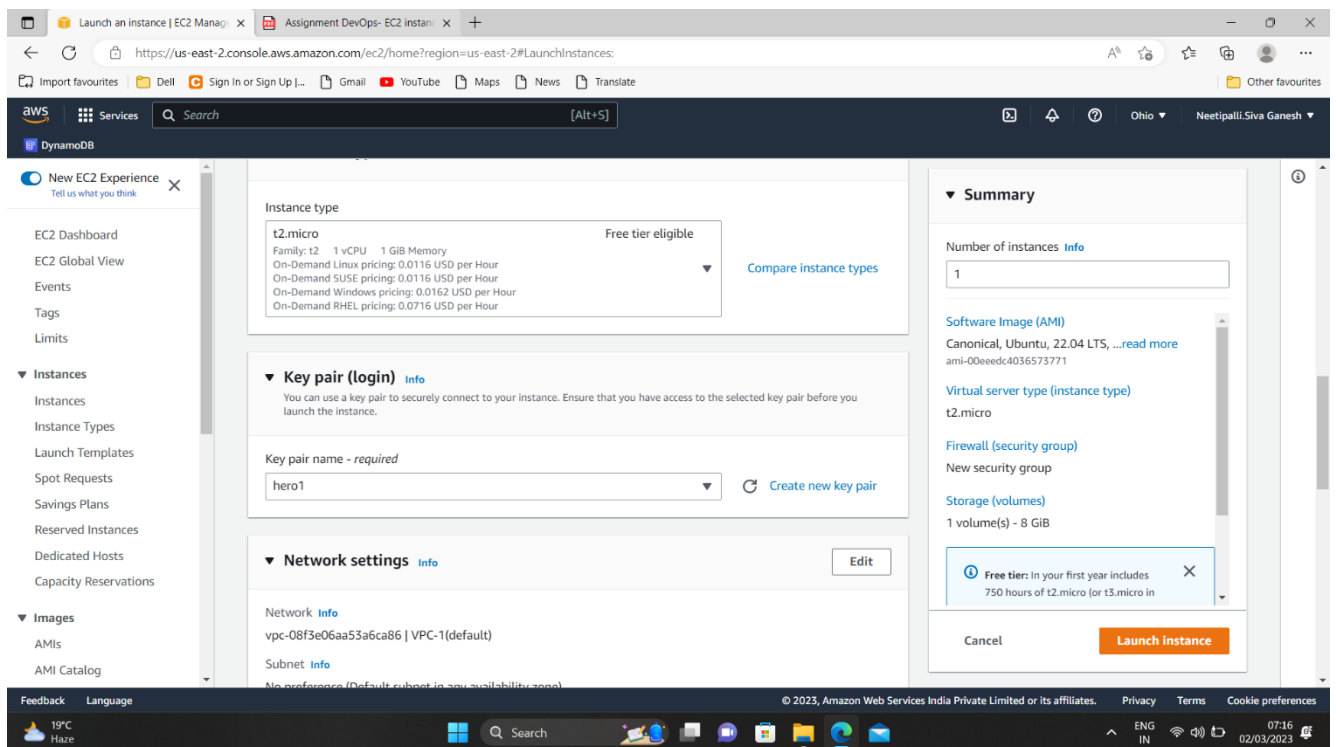 Launch an instance | EC2 Manag
Assignment DevOps- EC2 instan
https://us-east-2.console.aws.amazon.com/ec2/home?region=us-east-2#LaunchInstances:
Import favourites Dell Sign In or Sign Up |... Gmail YouTube Maps News Translate Other favourites
aws Services Search [Alt+S] Ohio Neetipalli.Siva Ganesh
DynamoDB
New EC2 Experience
Tell us what you think
EC2 Dashboard
EC2 Global View
Events
Tags
Limits
Instances
Instances
Instance Types
Launch Templates
Spot Requests
Savings Plans
Reserved Instances
Dedicated Hosts
Capacity Reservations
Images
AMIs
AMI Catalog
Instance type
t2.micro Free tier eligible
Family: t2 1 vCPU 1 GiB Memory
On-Demand Linux pricing: 0.0116 USD per Hour
On-Demand SUSE pricing: 0.0116 USD per Hour
On-Demand Windows pricing: 0.0162 USD per Hour
On-Demand RHEL pricing: 0.0716 USD per Hour
Compare instance types
Key pair (login) Info
You can use a key pair to securely connect to your instance. Ensure that you have access to the selected key pair before you
launch the instance.
Key pair name - required
hero1
Create new key pair
Network settings Info
Edit
Network Info
vpc-08f3e06aa53a6ca86 | VPC-1(default)
Subnet Info
No preference (Default subnet in any availability zone)
Summary
Number of instances Info
1
Software Image (AMI)
Canonical, Ubuntu, 22.04 LTS, ...read more
ami-00eeedc4036573771
Virtual server type (instance type)
t2.micro
Firewall (security group)
New security group
Storage (volumes)
1 volume(s) - 8 GiB
Free tier: In your first year includes
750 hours of t2.micro (or t3.micro in
Cancel Launch instance
Feedback Language © 2023, Amazon Web Services India Private Limited or its affiliates. Privacy Terms Cookie preferences
19°C
Haze
Search
ENG
IN
07:16
02/03/2023